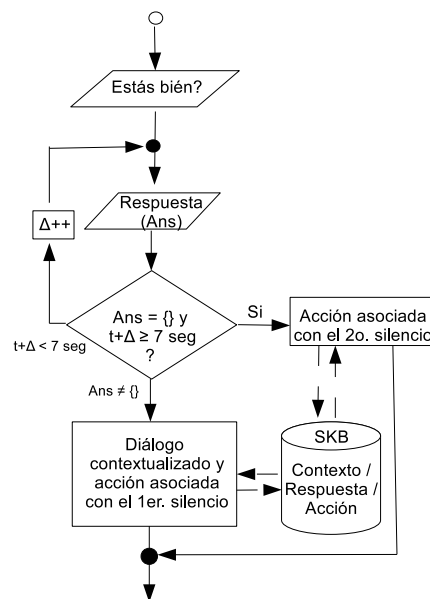 Estás bién?
Respuesta
(Ans)
Δ++
Ans = {} y
t+Δ ≥ 7 seg
?
Si
t+Δ < 7 seg
Ans ≠ {}
Acción asociada
con el 2o. silencio
SKB
Contexto /
Respuesta /
Acción
Diálogo
contextualizado y
acción asociada
con el 1er. silencio